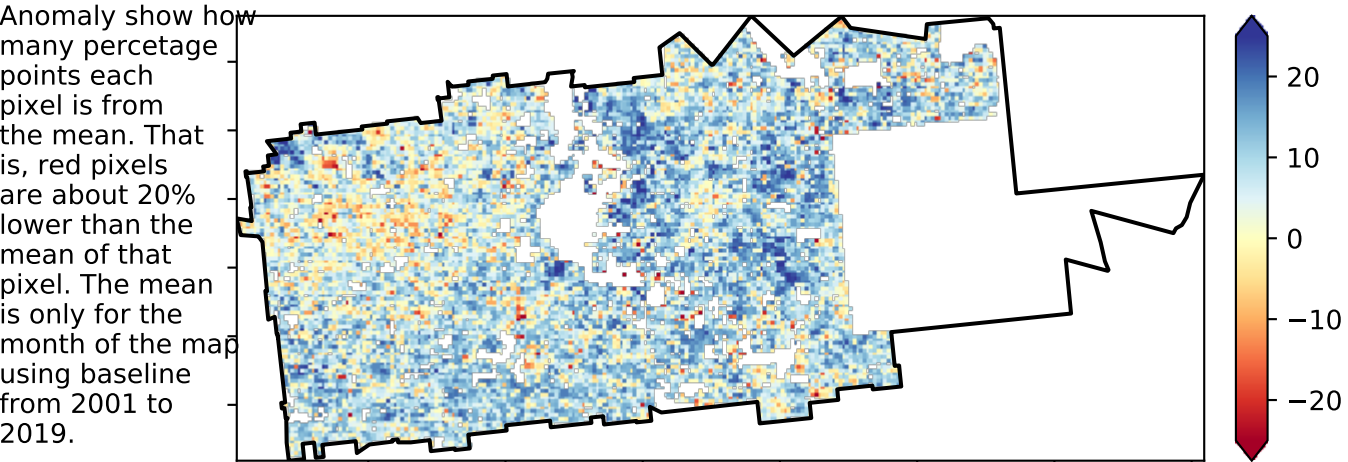 Anomaly show how
many percetage
points each
pixel is from
the mean. That
is, red pixels
are about 20%
lower than the
mean of that
pixel. The mean
is only for the
month of the map
using baseline
from 2001 to
2019.
20
10
0
−10
−20